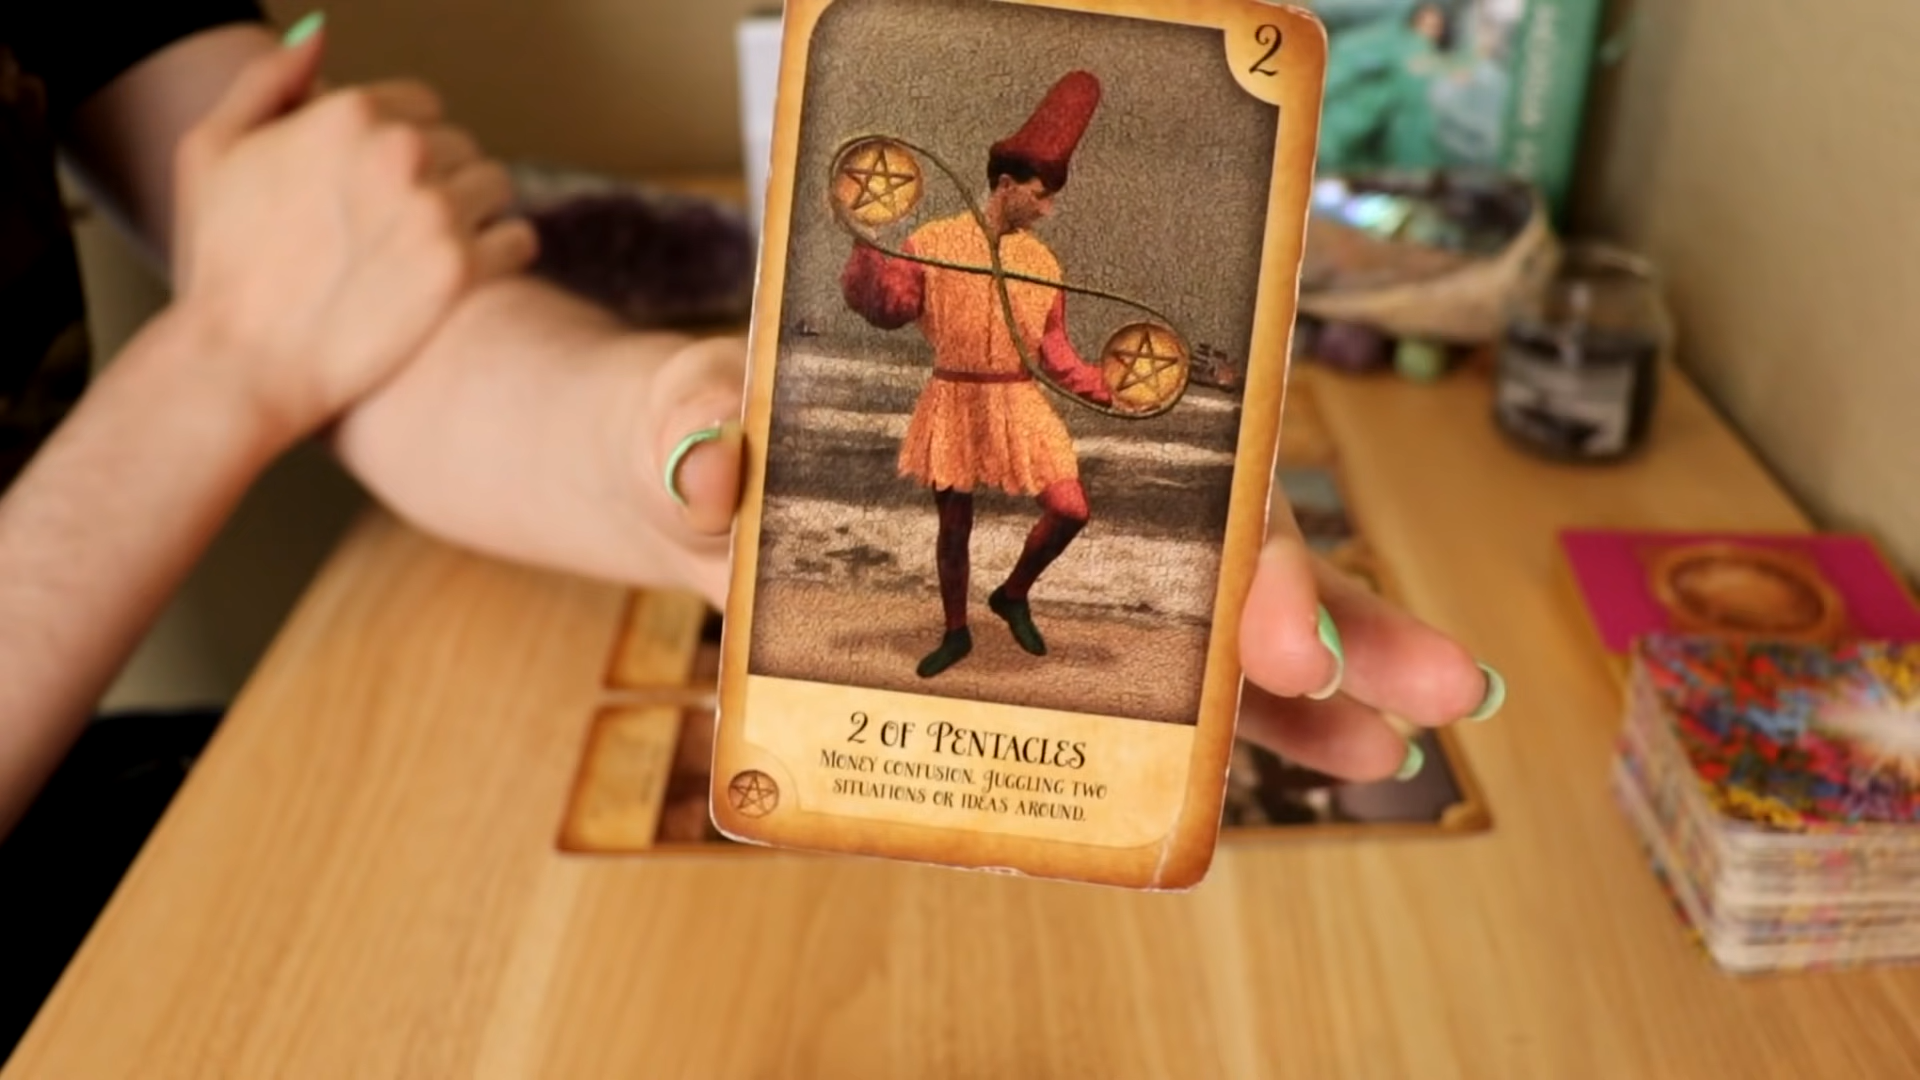 2
2 of Pentacles
Money confusion. Juggling two
situations or ideas around.